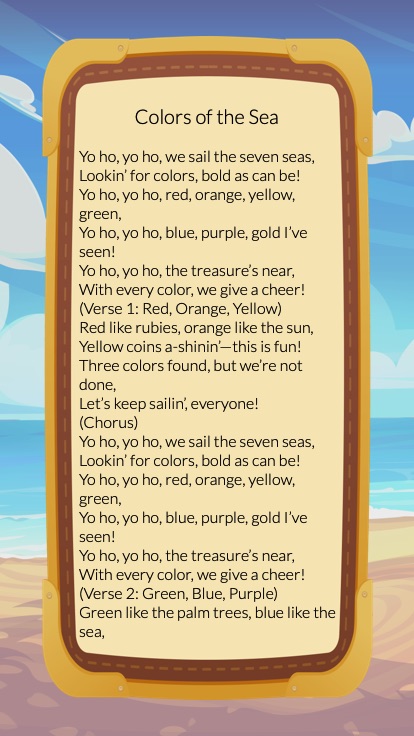 Colors of the Sea
Yo ho, yo ho, we sail the seven seas,
Lookin’ for colors, bold as can be!
Yo ho, yo ho, red, orange, yellow,
green,
Yo ho, yo ho, blue, purple, gold I’ve
seen!
Yo ho, yo ho, the treasure’s near,
With every color, we give a cheer!
(Verse 1: Red, Orange, Yellow)
Red like rubies, orange like the sun,
Yellow coins a-shinin’—this is fun!
Three colors found, but we’re not
done,
Let’s keep sailin’, everyone!
(Chorus)
Yo ho, yo ho, we sail the seven seas,
Lookin’ for colors, bold as can be!
Yo ho, yo ho, red, orange, yellow,
green,
Yo ho, yo ho, blue, purple, gold I’ve
seen!
Yo ho, yo ho, the treasure’s near,
With every color, we give a cheer!
(Verse 2: Green, Blue, Purple)
Green like the palm trees, blue like the
sea,